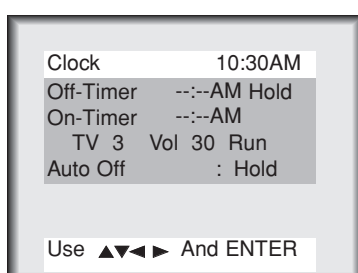 Clock 10:30AM
Off-Timer --:--AM Hold
On-Timer --:--AM
TV 3 Vol 30 Run
Auto Off : Hold
Use ▲▼◄ ► And ENTER